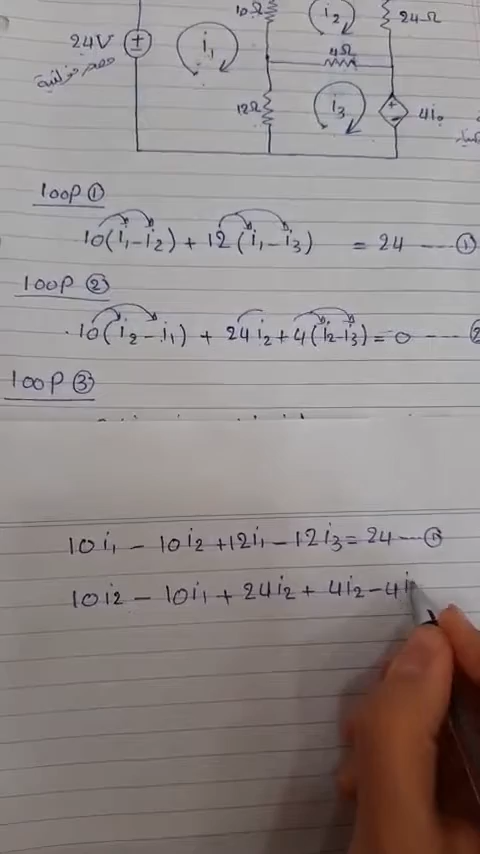 10Ω
i₂
24Ω
24V
i₁
4Ω
12Ω
i₃
4i₀
loop ①
10(i₁-i₂) + 12(i₁-i₃) = 24 --- ①
loop ②
10(i₂-i₁) + 24i₂ + 4(i₂-i₃) = 0 --- ②
loop ③
10i₁ - 10i₂ + 12i₁ - 12i₃ = 24 --- ①
10i₂ - 10i₁ + 24i₂ + 4i₂ - 4i